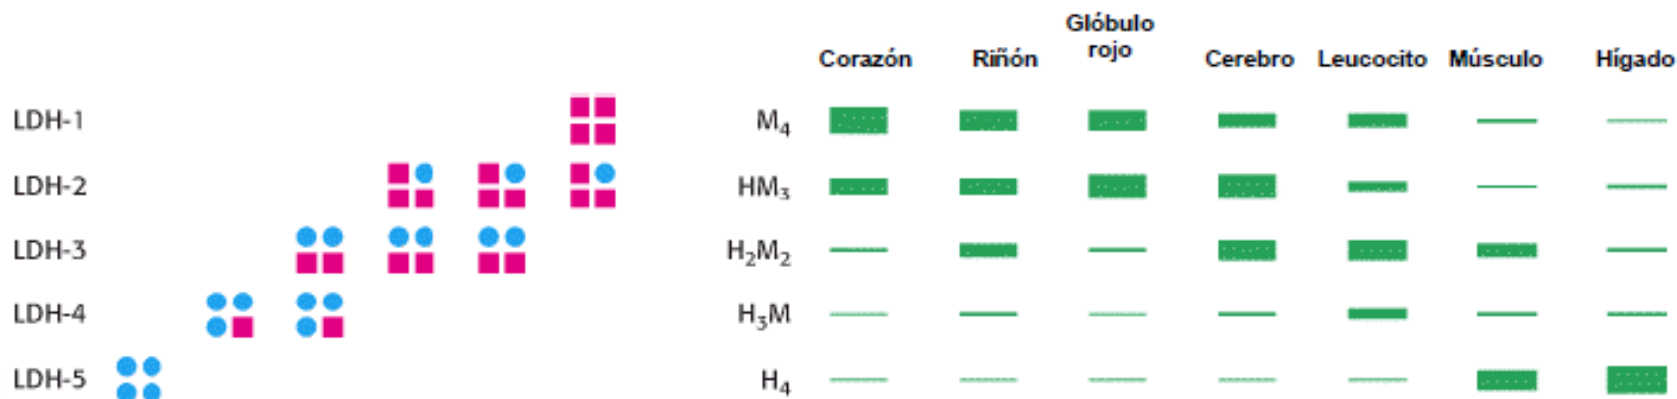 Corazón Riñón Glóbulo rojo Cerebro Leucocito Músculo Hígado
LDH-1 M₄
LDH-2 HM₃
LDH-3 H₂M₂
LDH-4 H₃M
LDH-5 H₄